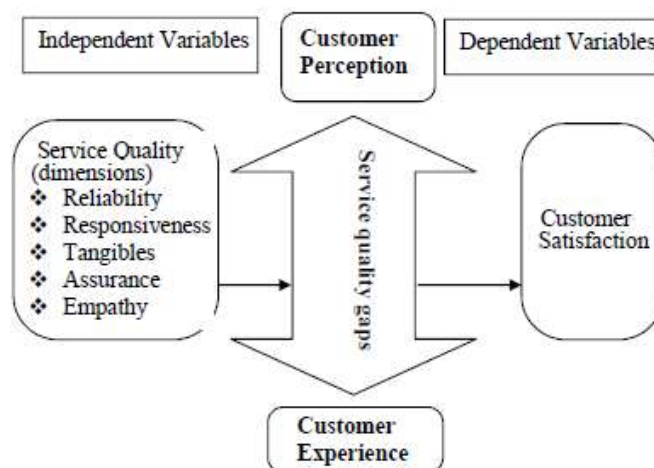 Independent Variables
Customer
Perception
Dependent Variables
Service Quality
(dimensions)
❖ Reliability
❖ Responsiveness
❖ Tangibles
❖ Assurance
❖ Empathy
Service quality gaps
Customer
Satisfaction
Customer
Experience